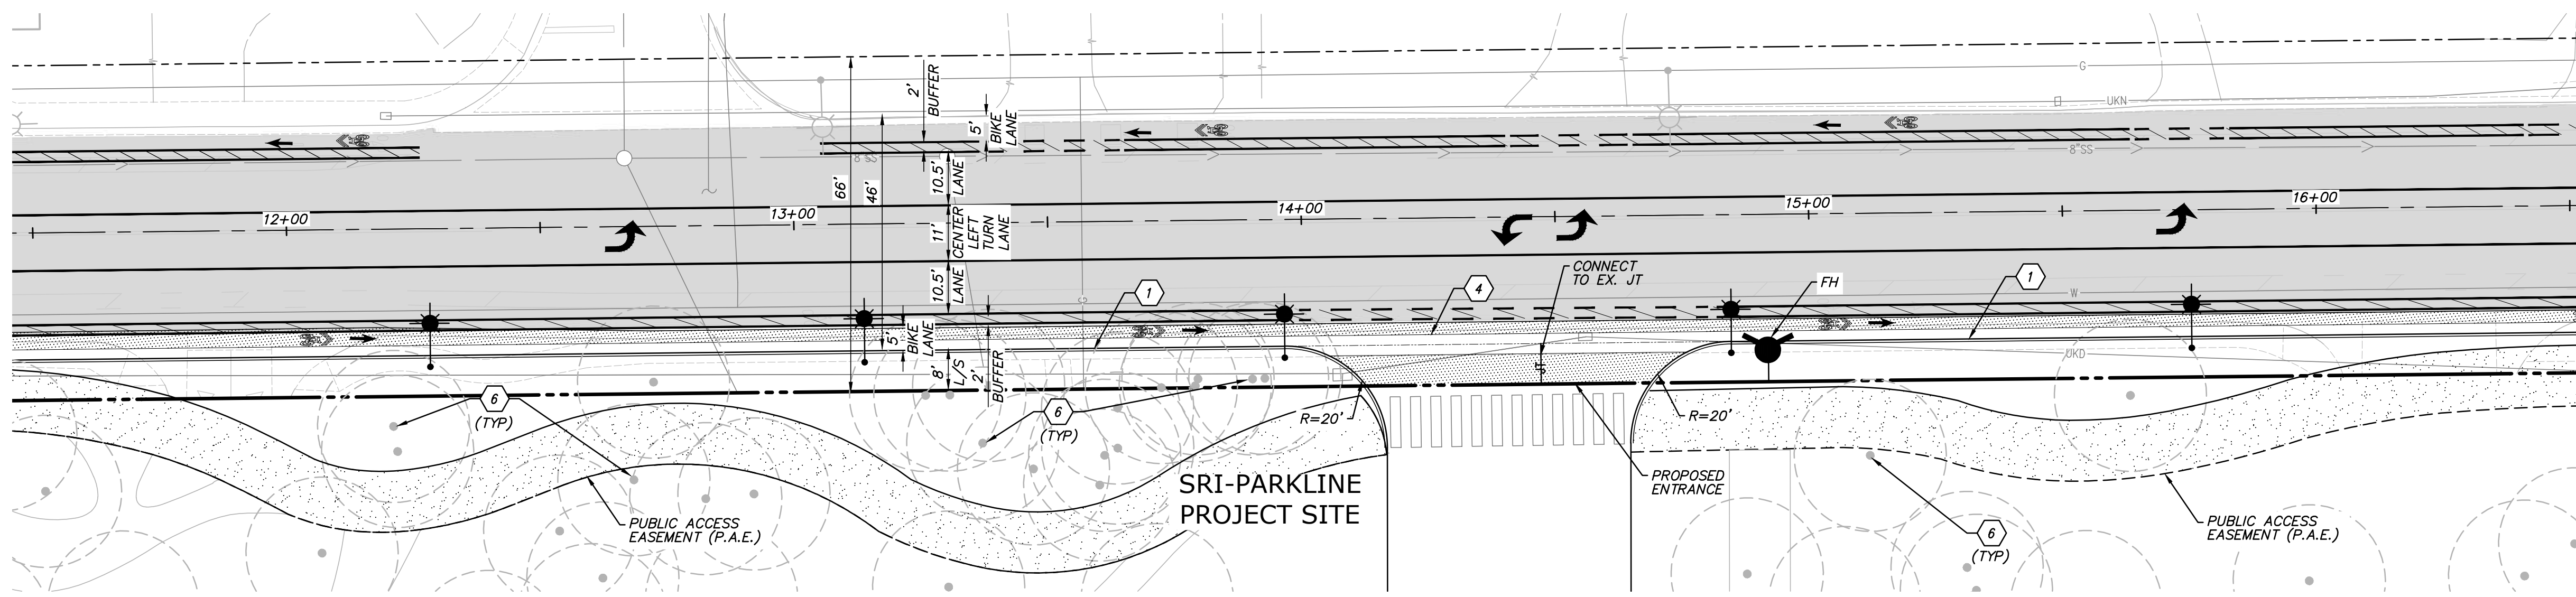 G
UKN
2'
BUFFER
5'
BIKE
LANE
8"SS
8"SS
66'
46'
10.5'
LANE
12+00
13+00
14+00
15+00
16+00
11'
CENTER
LEFT
TURN
LANE
10.5'
LANE
CONNECT
TO EX. JT
1
4
FH
1
W
G
5'
BIKE
LANE
8'
L/S
2'
BUFFER
JT
UKD
6
(TYP)
6
(TYP)
R=20'
R=20'
PROPOSED
ENTRANCE
SRI-PARKLINE
PROJECT SITE
PUBLIC ACCESS
EASEMENT (P.A.E.)
6
(TYP)
PUBLIC ACCESS
EASEMENT (P.A.E.)